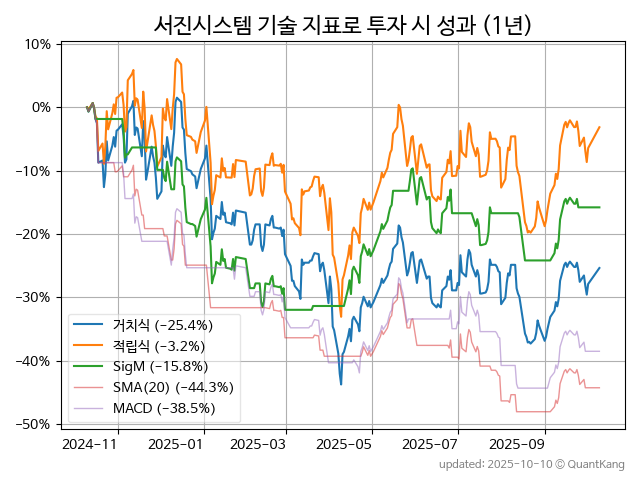 서진시스템 기술 지표로 투자 시 성과 (1년)
10%
0%
−10%
−20%
−30%
−40%
−50%
거치식 (−25.4%)
적립식 (−3.2%)
SigM (−15.8%)
SMA(20) (−44.3%)
MACD (−38.5%)
2024−11
2025−01
2025−03
2025−05
2025−07
2025−09
updated: 2025-10-10 © QuantKang